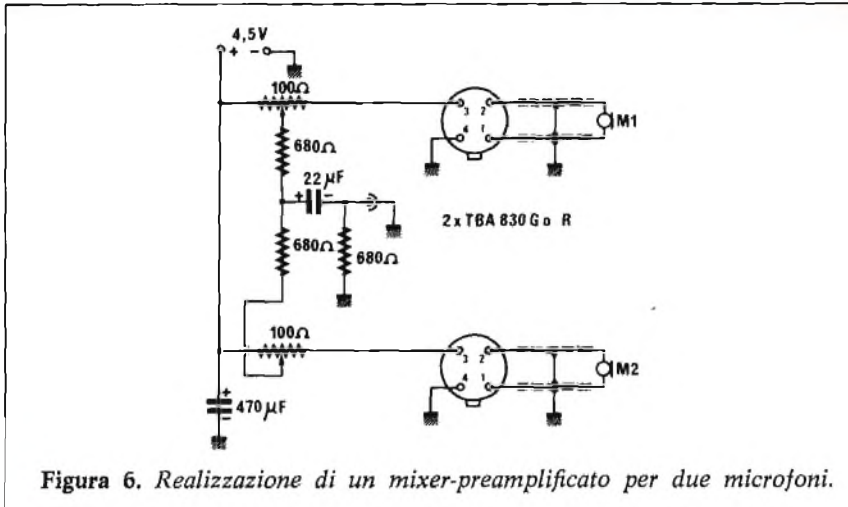 4,5V
+ -
100Ω
3 2
4 1
M1
680Ω
22 µF
+ -
2 x TBA 830 G o R
680Ω
680Ω
100Ω
3 2
4 1
M2
+
470 µF
-
Figura 6. Realizzazione di un mixer-preamplificato per due microfoni.